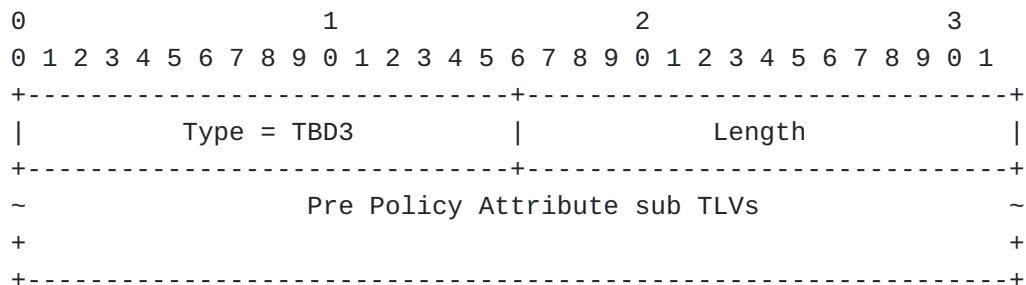 0                   1                   2                   3
0 1 2 3 4 5 6 7 8 9 0 1 2 3 4 5 6 7 8 9 0 1 2 3 4 5 6 7 8 9 0 1
+-------------------------------+-------------------------------+
|          Type = TBD3          |            Length             |
+-------------------------------+-------------------------------+
~                  Pre Policy Attribute sub TLVs                ~
+                                                               +
+---------------------------------------------------------------+